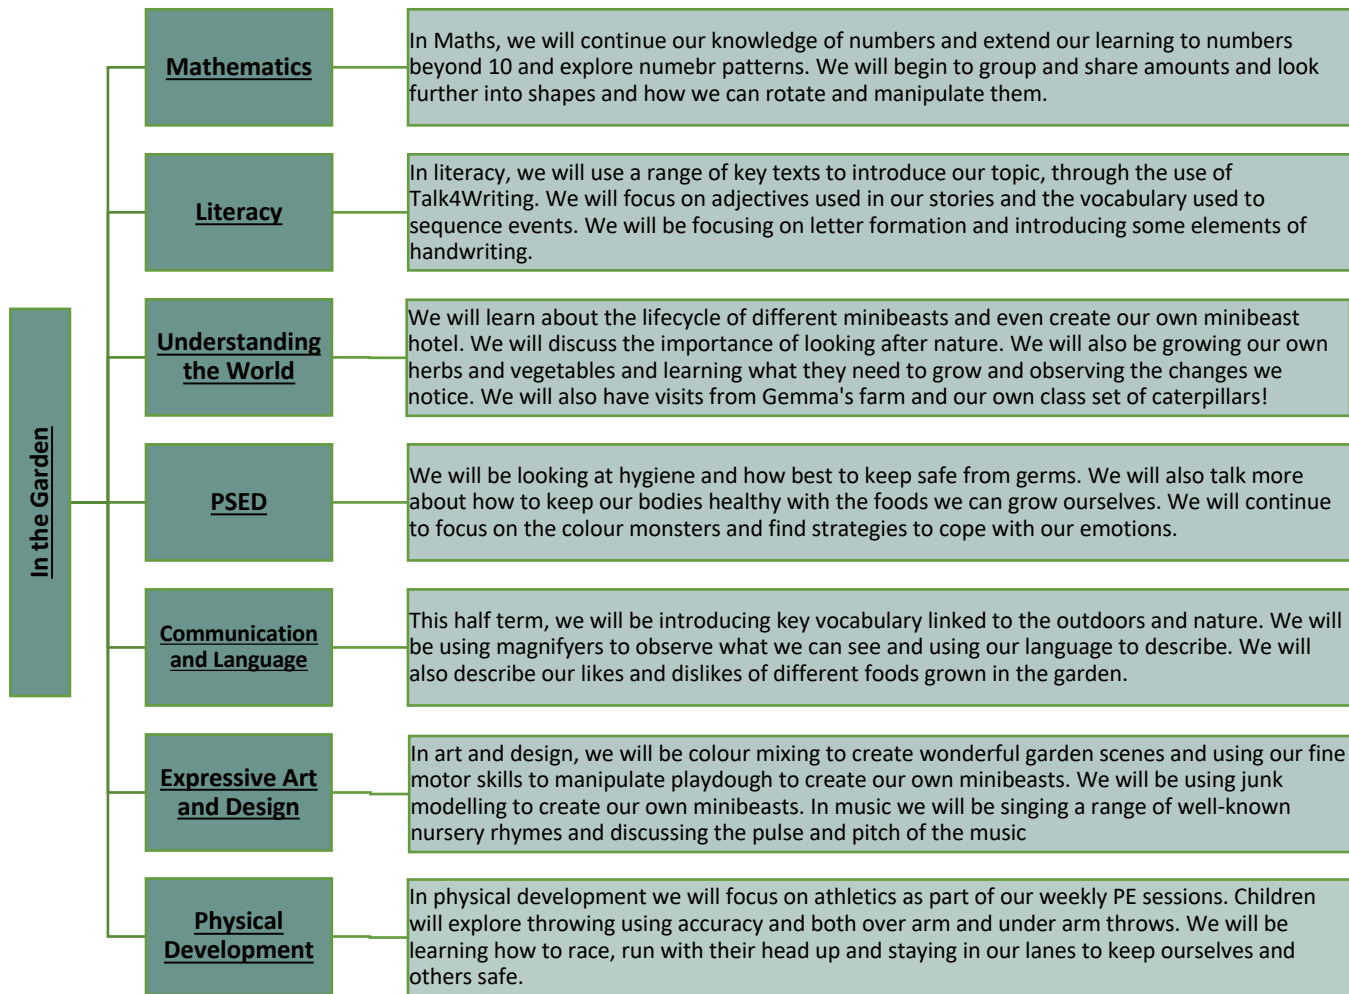 In the Garden
Mathematics
In Maths, we will continue our knowledge of numbers and extend our learning to numbers
beyond 10 and explore numebr patterns. We will begin to group and share amounts and look
further into shapes and how we can rotate and manipulate them.
Literacy
In literacy, we will use a range of key texts to introduce our topic, through the use of
Talk4Writing. We will focus on adjectives used in our stories and the vocabulary used to
sequence events. We will be focusing on letter formation and introducing some elements of
handwriting.
Understanding
the World
We will learn about the lifecycle of different minibeasts and even create our own minibeast
hotel. We will discuss the importance of looking after nature. We will also be growing our own
herbs and vegetables and learning what they need to grow and observing the changes we
notice. We will also have visits from Gemma's farm and our own class set of caterpillars!
PSED
We will be looking at hygiene and how best to keep safe from germs. We will also talk more
about how to keep our bodies healthy with the foods we can grow ourselves. We will continue
to focus on the colour monsters and find strategies to cope with our emotions.
Communication
and Language
This half term, we will be introducing key vocabulary linked to the outdoors and nature. We will
be using magnifyers to observe what we can see and using our language to describe. We will
also describe our likes and dislikes of different foods grown in the garden.
Expressive Art
and Design
In art and design, we will be colour mixing to create wonderful garden scenes and using our fine
motor skills to manipulate playdough to create our own minibeasts. We will be using junk
modelling to create our own minibeasts. In music we will be singing a range of well-known
nursery rhymes and discussing the pulse and pitch of the music
Physical
Development
In physical development we will focus on athletics as part of our weekly PE sessions. Children
will explore throwing using accuracy and both over arm and under arm throws. We will be
learning how to race, run with their head up and staying in our lanes to keep ourselves and
others safe.